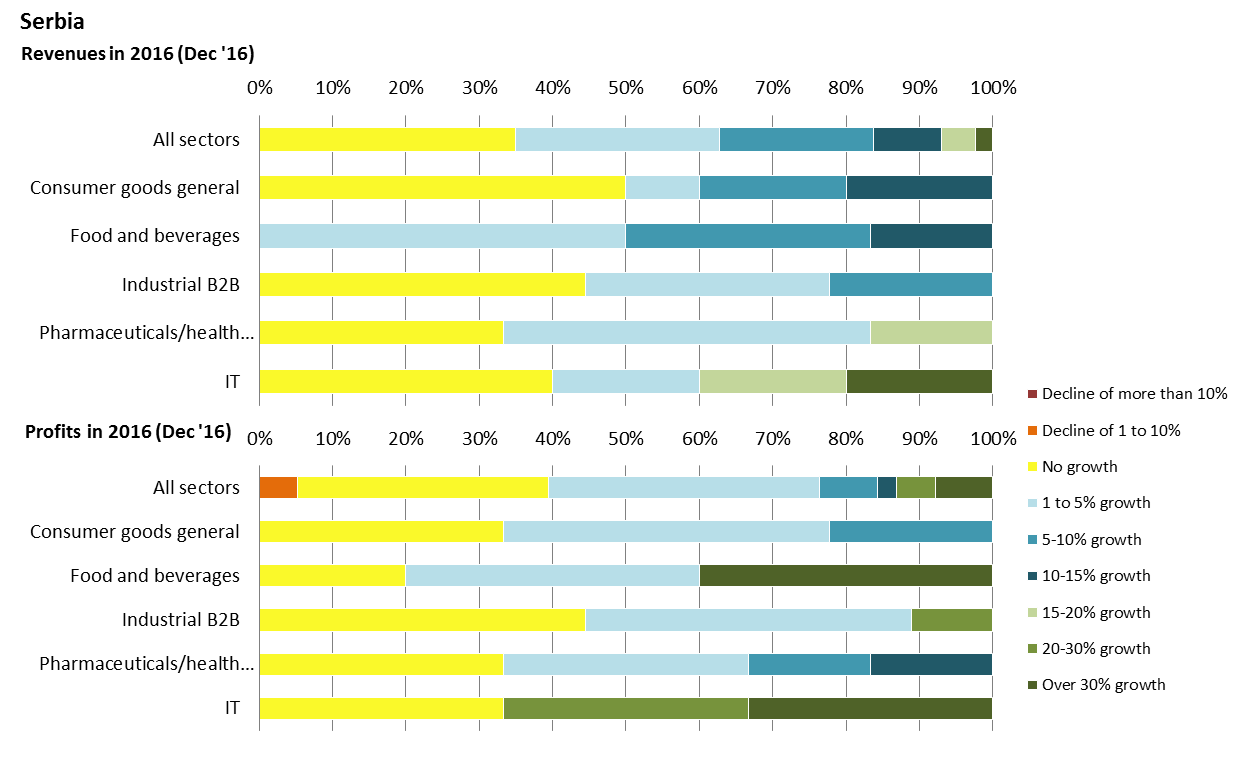 Serbia
Revenues in 2016 (Dec '16)
0% 10% 20% 30% 40% 50% 60% 70% 80% 90% 100%
All sectors
Consumer goods general
Food and beverages
Industrial B2B
Pharmaceuticals/health...
IT
Profits in 2016 (Dec '16)
0% 10% 20% 30% 40% 50% 60% 70% 80% 90% 100%
All sectors
Consumer goods general
Food and beverages
Industrial B2B
Pharmaceuticals/health...
IT
Decline of more than 10%
Decline of 1 to 10%
No growth
1 to 5% growth
5-10% growth
10-15% growth
15-20% growth
20-30% growth
Over 30% growth